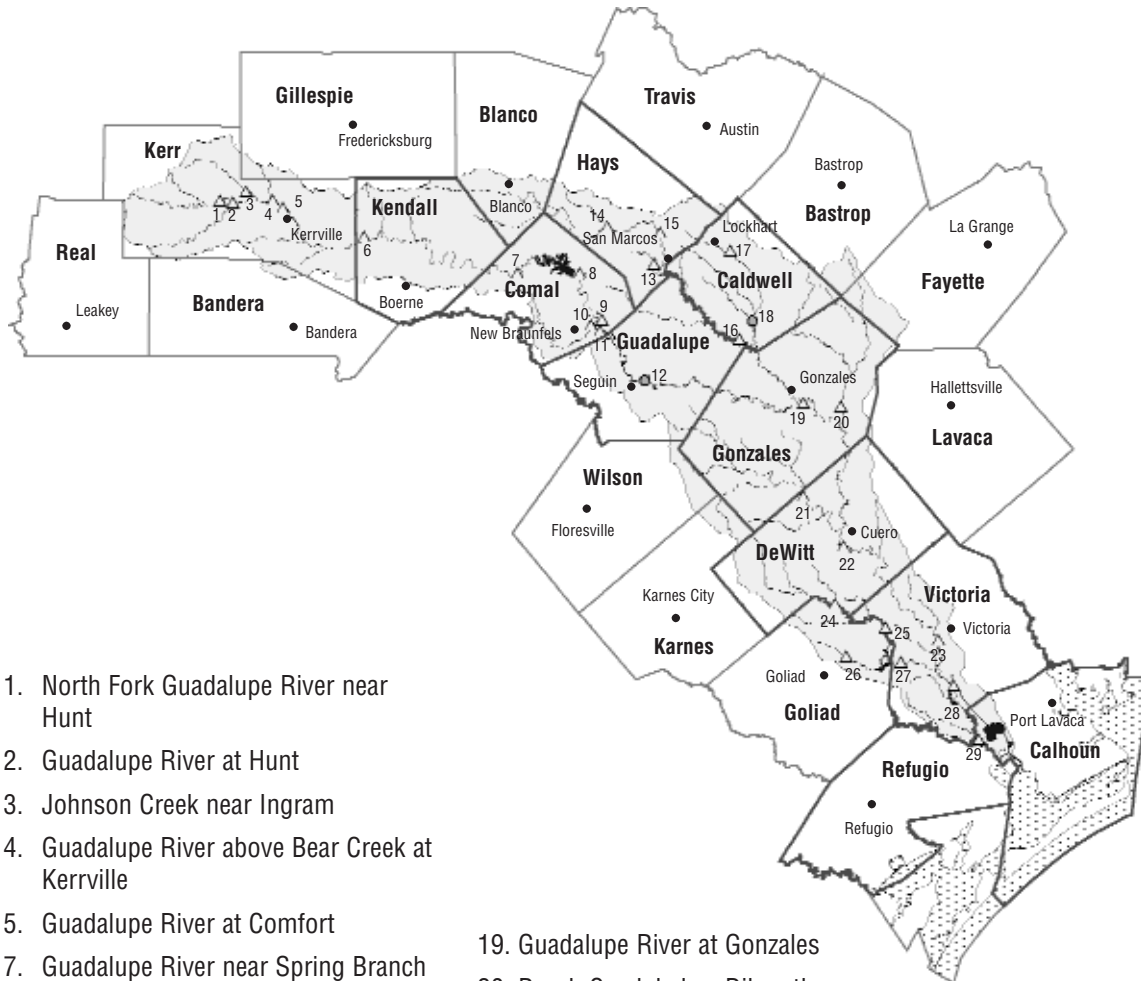 Gillespie
Fredericksburg
Blanco
Travis
Austin
Kerr
Hays
Bastrop
Bastrop
1
2
3
4
5
Kerrville
Kendall
Blanco
14
San Marcos
15
Lockhart
17
La Grange
Fayette
Real
Leakey
Bandera
Bandera
6
Boerne
7
8
Comal
13
Caldwell
9
10
11
New Braunfels
Guadalupe
16
18
Seguin
12
Gonzales
19
20
Hallettsville
Lavaca
Gonzales
Wilson
Floresville
21
Cuero
DeWitt
22
Karnes City
Karnes
Victoria
Victoria
24
25
23
Goliad
26
27
Goliad
28
Port Lavaca
29
Calhoun
Refugio
Refugio
1. North Fork Guadalupe River near
Hunt
2. Guadalupe River at Hunt
3. Johnson Creek near Ingram
4. Guadalupe River above Bear Creek at
Kerrville
5. Guadalupe River at Comfort
7. Guadalupe River near Spring Branch
19. Guadalupe River at Gonzales